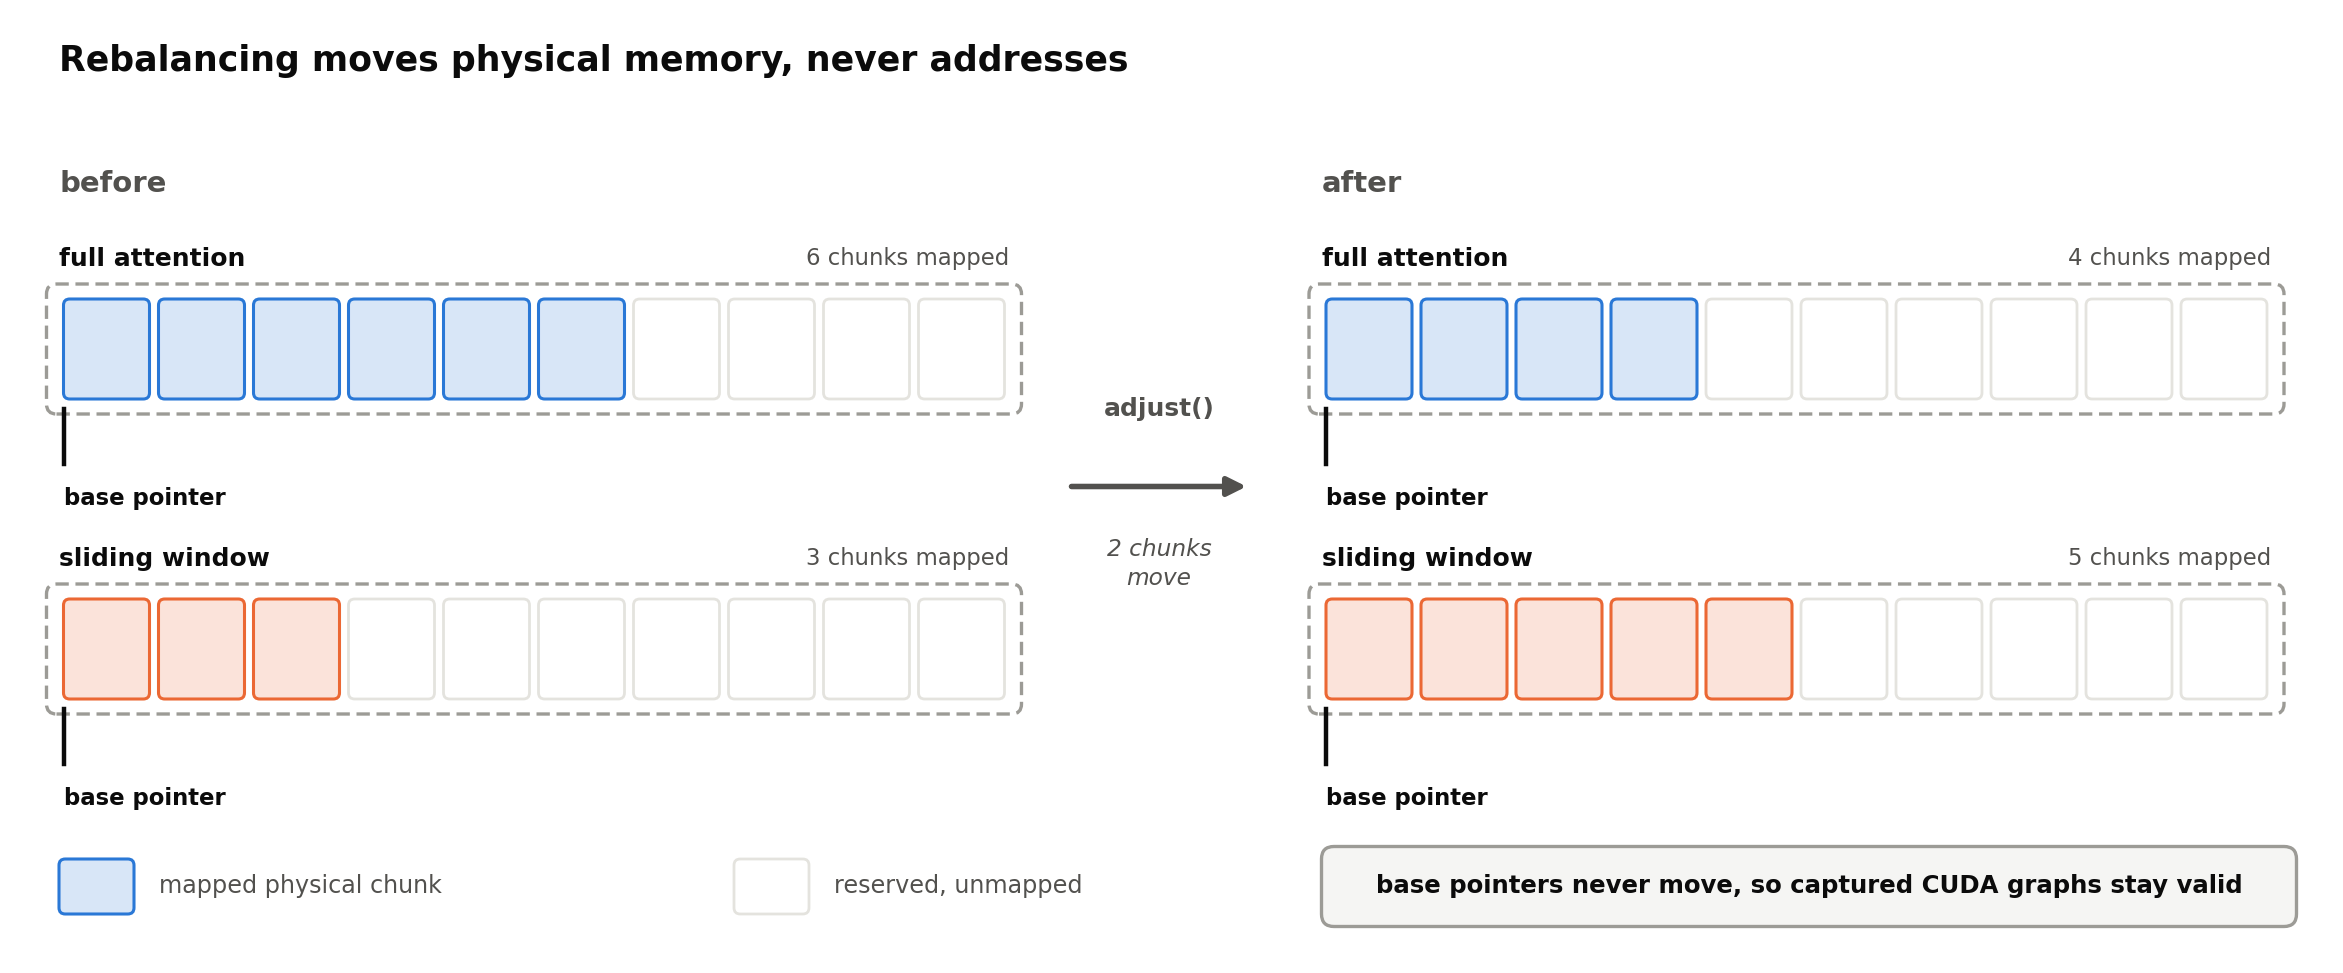 Rebalancing moves physical memory, never addresses
before
full attention
6 chunks mapped
base pointer
sliding window
3 chunks mapped
base pointer
adjust()
2 chunks
move
after
full attention
4 chunks mapped
base pointer
sliding window
5 chunks mapped
base pointer
mapped physical chunk
reserved, unmapped
base pointers never move, so captured CUDA graphs stay valid